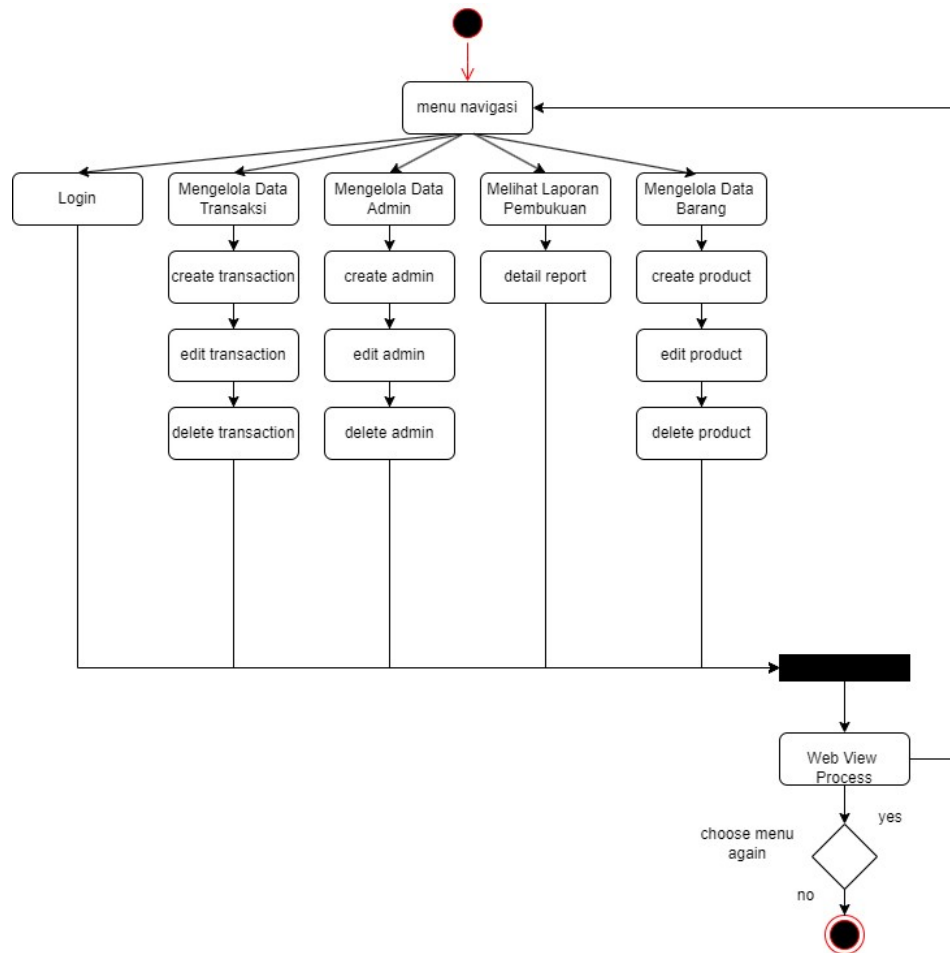 menu navigasi
Login
Mengelola Data
Transaksi
Mengelola Data
Admin
Melihat Laporan
Pembukuan
Mengelola Data
Barang
create transaction
create admin
detail report
create product
edit transaction
edit admin
edit product
delete transaction
delete admin
delete product
Web View
Process
yes
choose menu
again
no